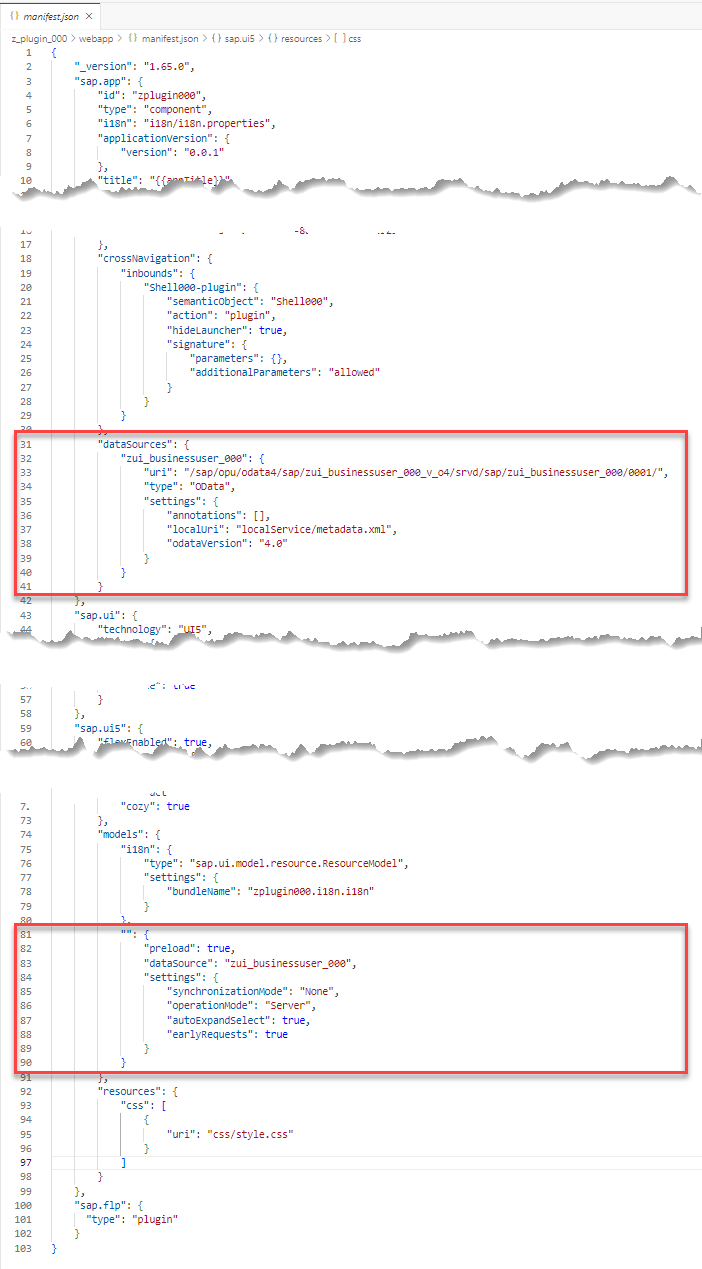 {} manifest.json ×
z_plugin_000 > webapp > {} manifest.json > {} sap.ui5 > {} resources > [ ] css
1 {
2 "_version": "1.65.0",
3 "sap.app": {
4 "id": "zplugin000",
5 "type": "component",
6 "i18n": "i18n/i18n.properties",
7 "applicationVersion": {
8 "version": "0.0.1"
9 },
10 "title": "{{appTitle}}"
17 },
18 "crossNavigation": {
19 "inbounds": {
20 "Shell000-plugin": {
21 "semanticObject": "Shell000",
22 "action": "plugin",
23 "hideLauncher": true,
24 "signature": {
25 "parameters": {},
26 "additionalParameters": "allowed"
27 }
28 }
29 }
30 },
31 "dataSources": {
32 "zui_businessuser_000": {
33 "uri": "/sap/opu/odata4/sap/zui_businessuser_000_v_o4/srvd/sap/zui_businessuser_000/0001/",
34 "type": "OData",
35 "settings": {
36 "annotations": [],
37 "localUri": "localService/metadata.xml",
38 "odataVersion": "4.0"
39 }
40 }
41 }
42 },
43 "sap.ui": {
44 "technology": "UI5",
true
57 }
58 },
59 "sap.ui5": {
60 "flexEnabled": true,
7. "cozy": true
73 },
74 "models": {
75 "i18n": {
76 "type": "sap.ui.model.resource.ResourceModel",
77 "settings": {
78 "bundleName": "zplugin000.i18n.i18n"
79 }
80 },
81 "": {
82 "preload": true,
83 "dataSource": "zui_businessuser_000",
84 "settings": {
85 "synchronizationMode": "None",
86 "operationMode": "Server",
87 "autoExpandSelect": true,
88 "earlyRequests": true
89 }
90 }
91 },
92 "resources": {
93 "css": [
94 {
95 "uri": "css/style.css"
96 }
97 ]
98 }
99 },
100 "sap.flp": {
101 "type": "plugin"
102 }
103 }